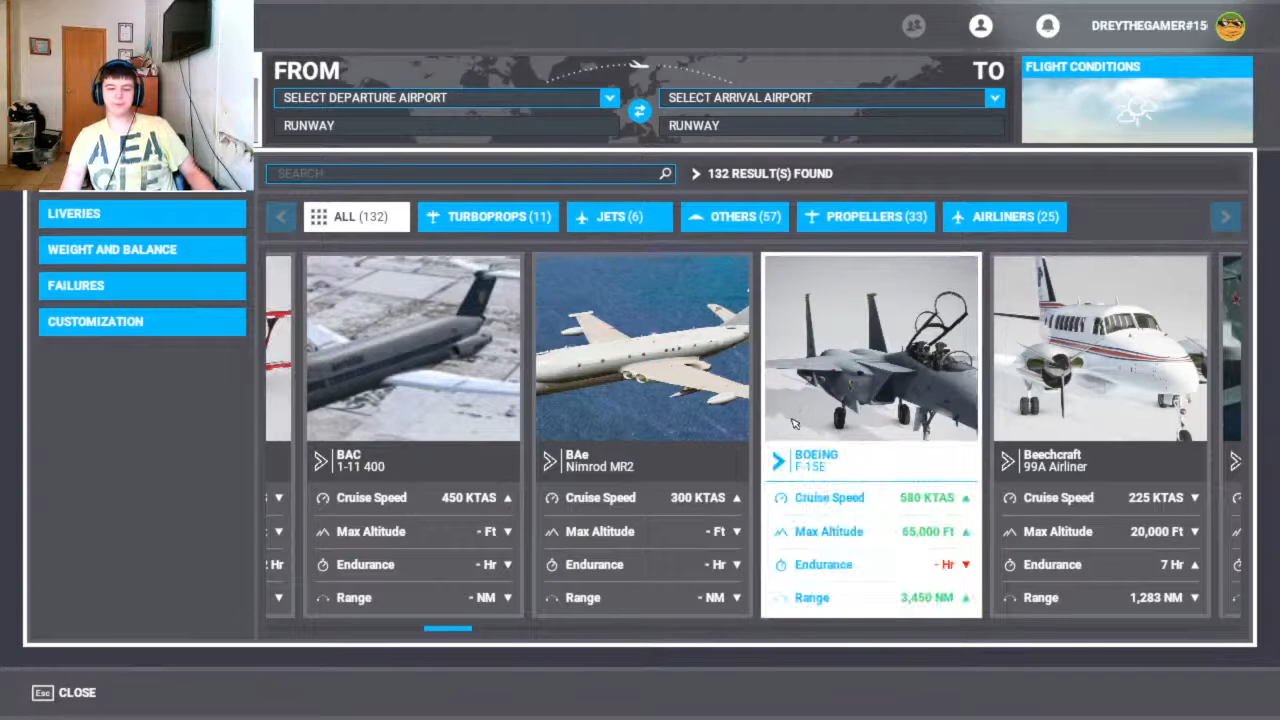 DREYTHEGAMER#15
FROM
TO
FLIGHT CONDITIONS
SELECT DEPARTURE AIRPORT
SELECT ARRIVAL AIRPORT
RUNWAY
RUNWAY
SEARCH
132 RESULT(S) FOUND
LIVERIES
WEIGHT AND BALANCE
FAILURES
CUSTOMIZATION
ALL (132)
TURBOPROPS (11)
JETS (6)
OTHERS (57)
PROPELLERS (33)
AIRLINERS (25)
Hr
BAC
1-11 400
Cruise Speed 450 KTAS
Max Altitude - Ft
Endurance - Hr
Range - NM
BAe
Nimrod MR2
Cruise Speed 300 KTAS
Max Altitude - Ft
Endurance - Hr
Range - NM
BOEING
F-15E
Cruise Speed 580 KTAS
Max Altitude 65,000 Ft
Endurance - Hr
Range 3,450 NM
Beechcraft
99A Airliner
Cruise Speed 225 KTAS
Max Altitude 20,000 Ft
Endurance 7 Hr
Range 1,283 NM
Esc CLOSE